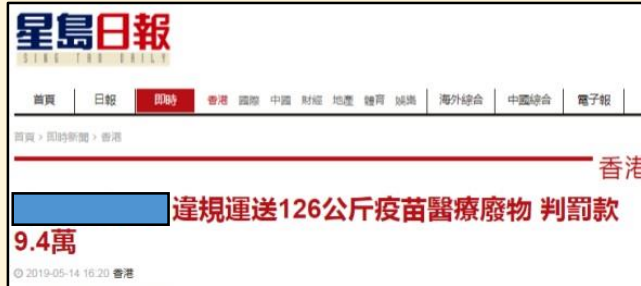 星島日報
SING TAO DAILY
首頁 日報 即時 香港 國際 中國 財經 地產 體育 娛樂 海外綜合 中國綜合 電子報
首頁 > 即時新聞 > 香港
香港
違規運送126公斤疫苗醫療廢物 判罰款
9.4萬
2019-05-14 16:20 香港